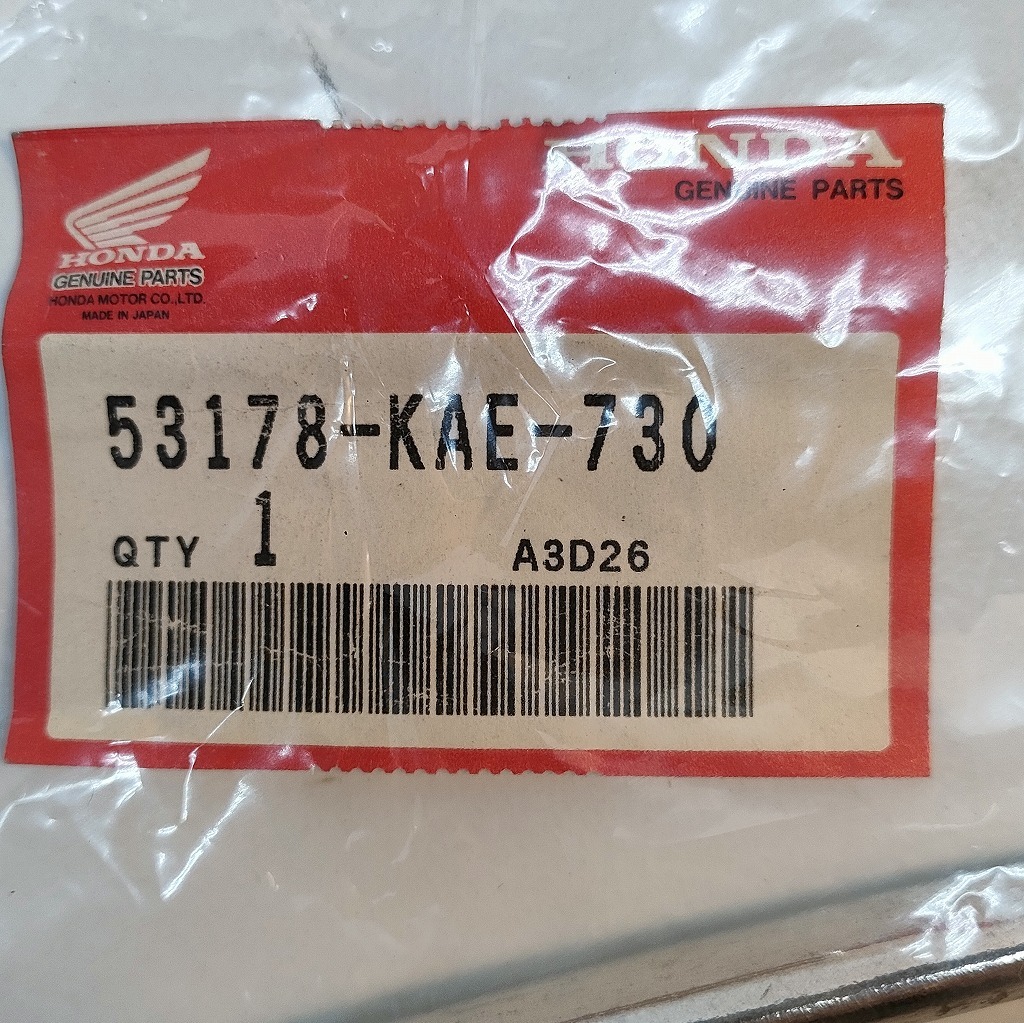 HONDA
GENUINE PARTS
HONDA
GENUINE PARTS
HONDA MOTOR CO.,LTD.
MADE IN JAPAN
53178-KAE-730
QTY 1 A3D26